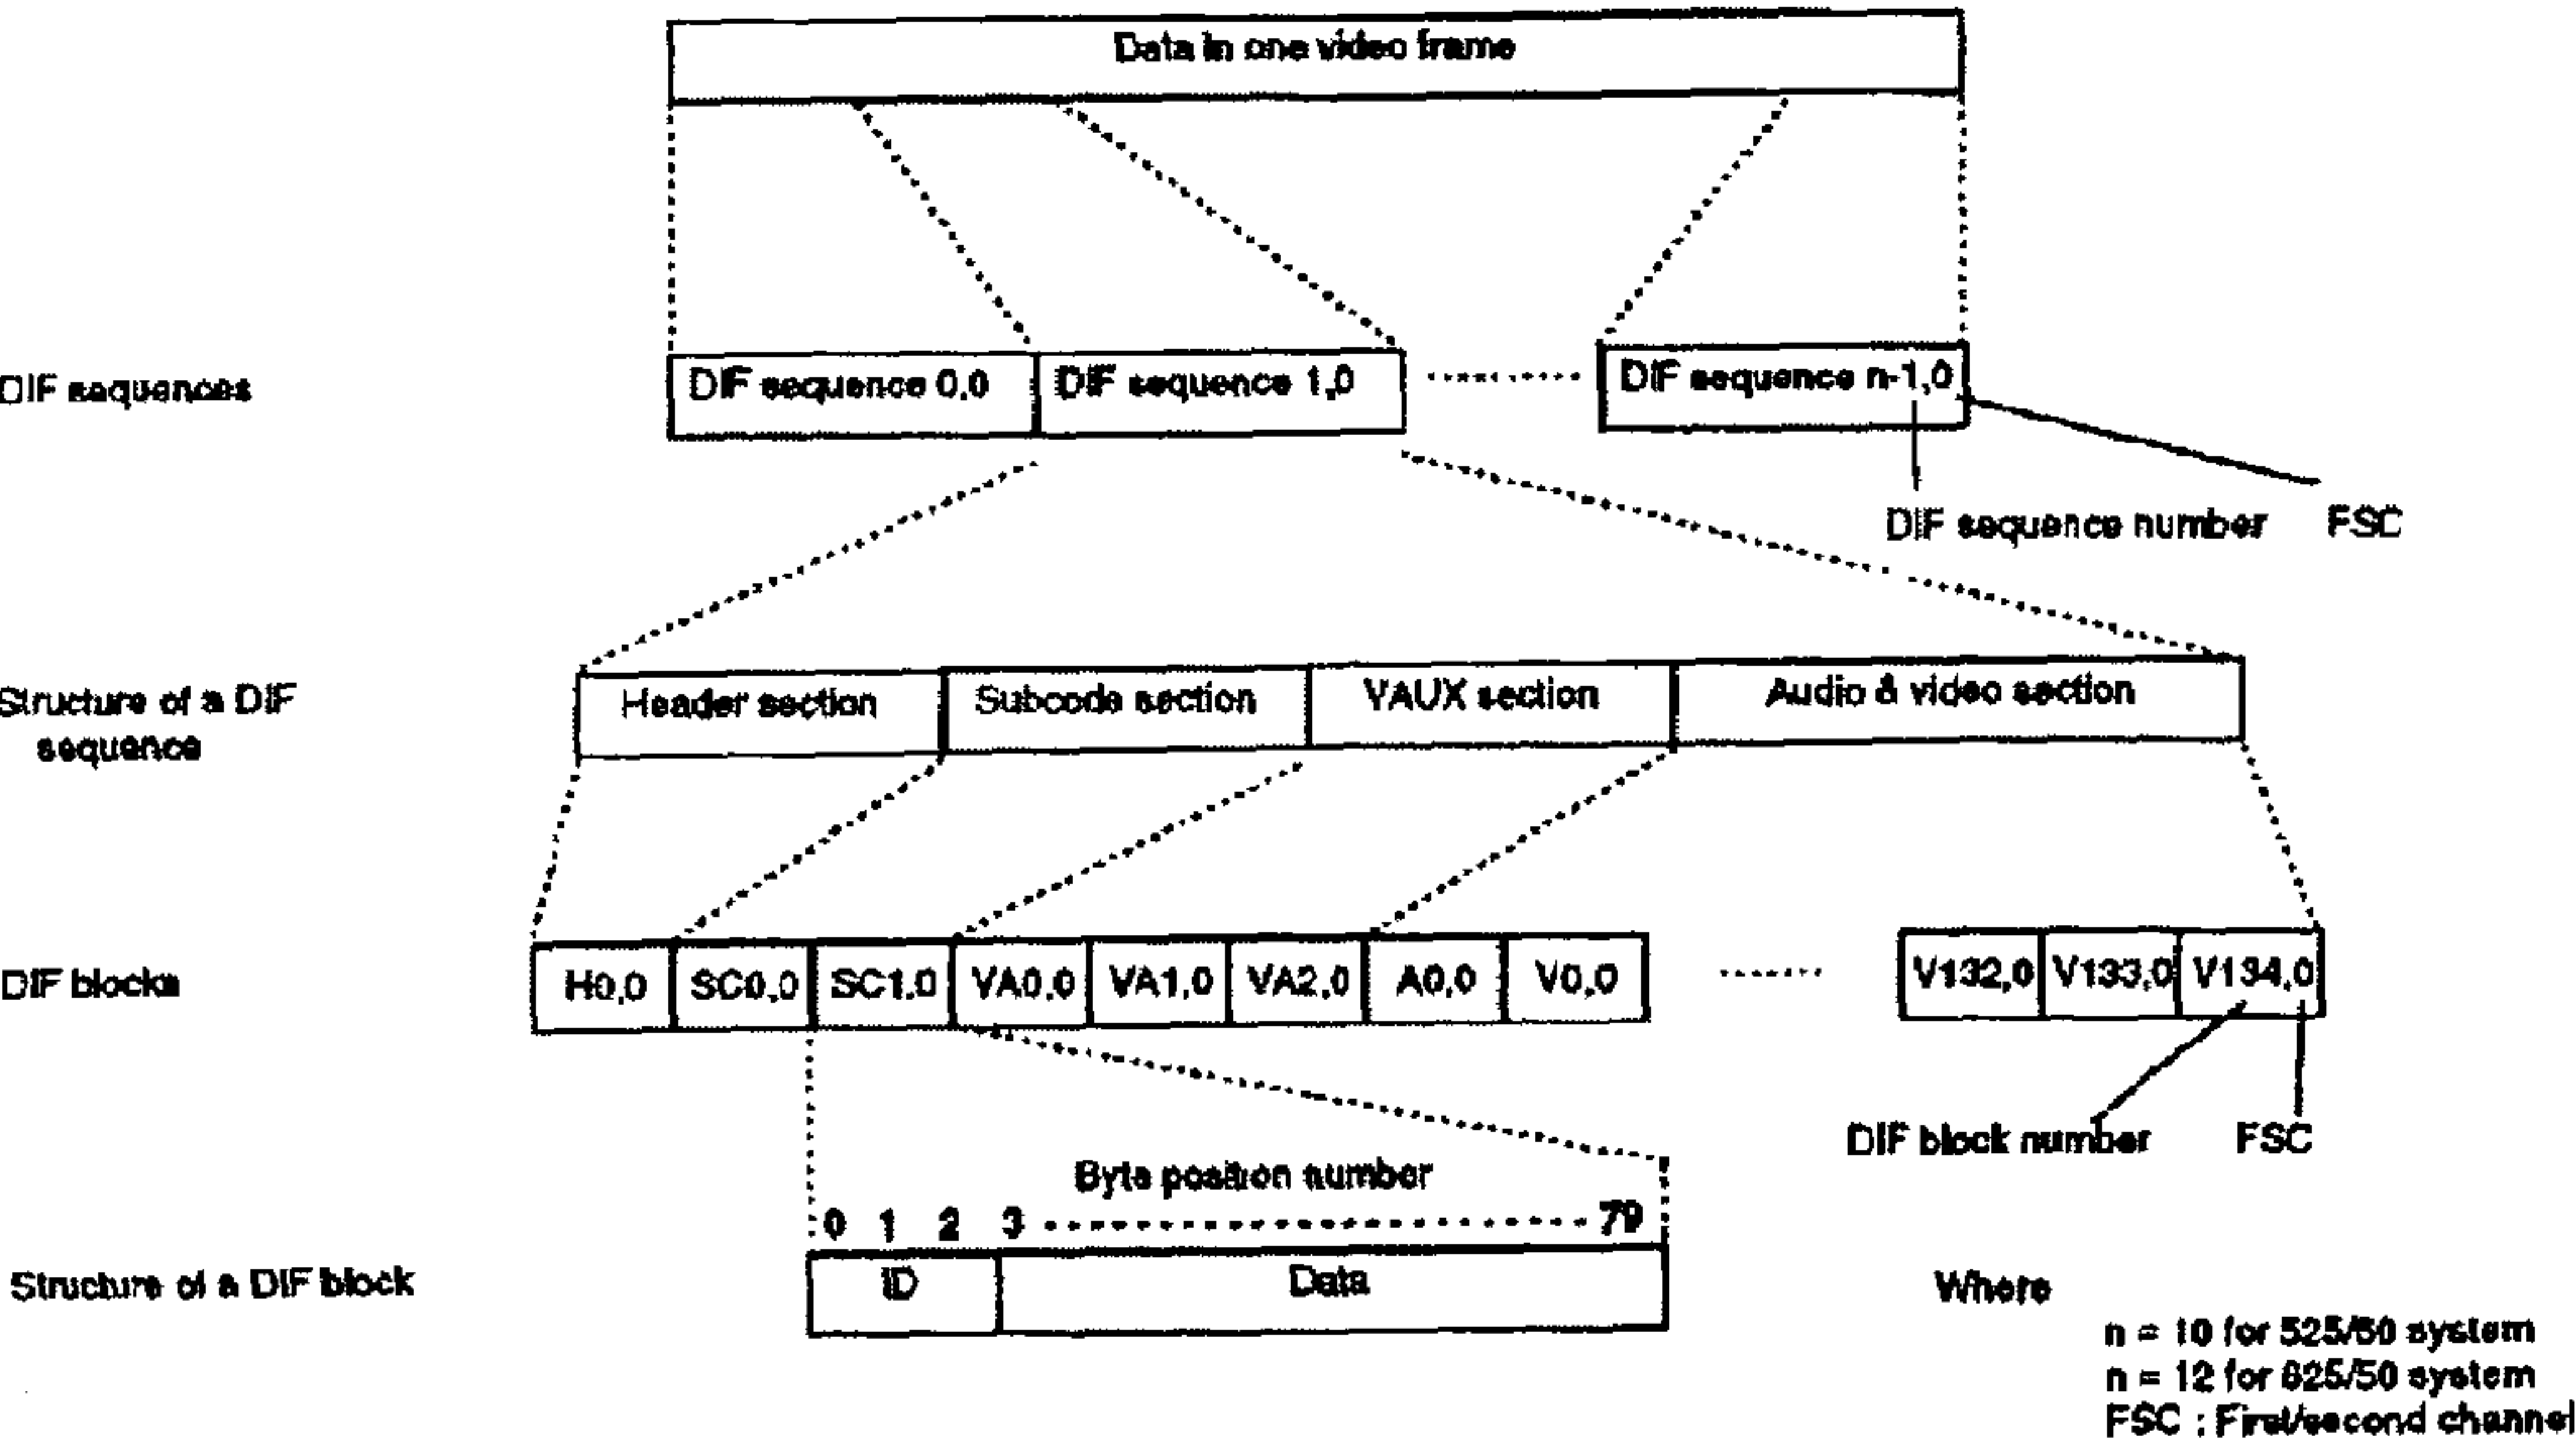 Data in one video frame
DIF sequences
DIF sequence 0,0
DIF sequence 1,0
DIF sequence n-1,0
DIF sequence number
FSC
Structure of a DIF
sequence
Header section
Subcode section
VAUX section
Audio & video section
DIF blocks
H0,0
SC0,0
SC1,0
VA0,0
VA1,0
VA2,0
A0,0
V0,0
V132,0
V133,0
V134,0
DIF block number
FSC
Byte position number
0 1 2 3 79
Structure of a DIF block
ID
Data
Where
n = 10 for 525/60 system
n = 12 for 625/50 system
FSC : First/second channel